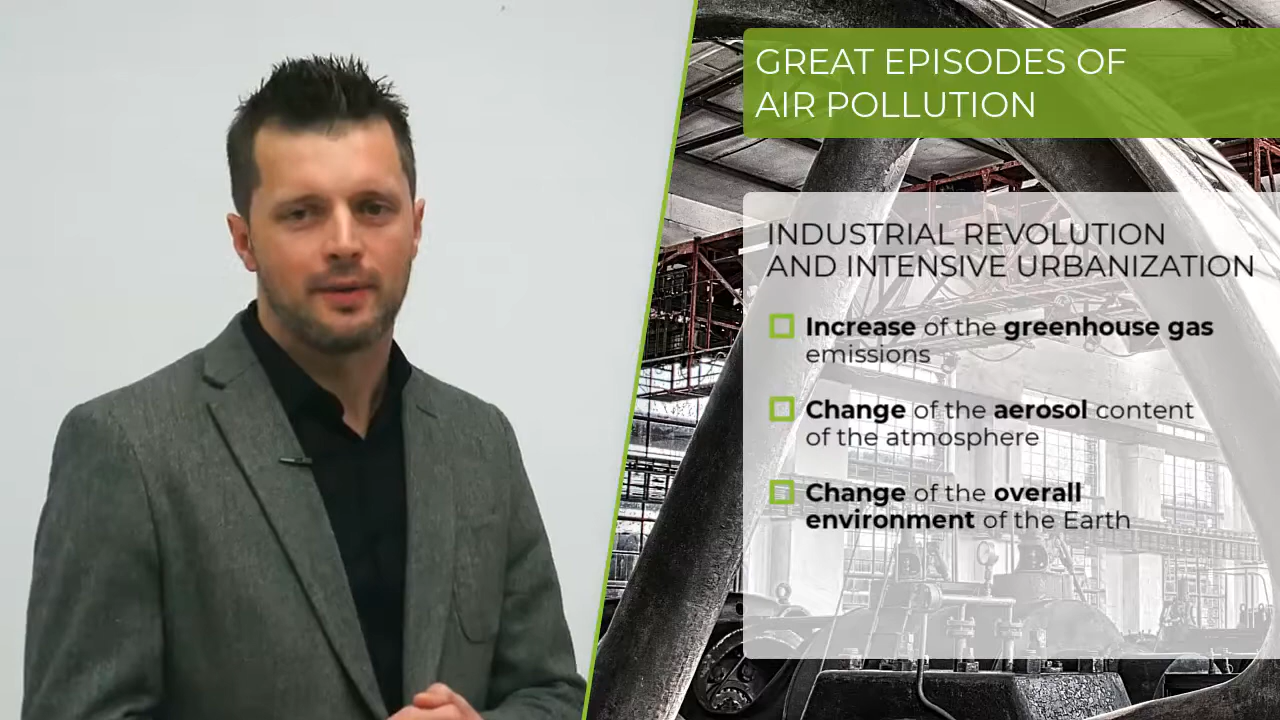 GREAT EPISODES OF
AIR POLLUTION
INDUSTRIAL REVOLUTION
AND INTENSIVE URBANIZATION
Increase of the greenhouse gas
emissions
Change of the aerosol content
of the atmosphere
Change of the overall
environment of the Earth